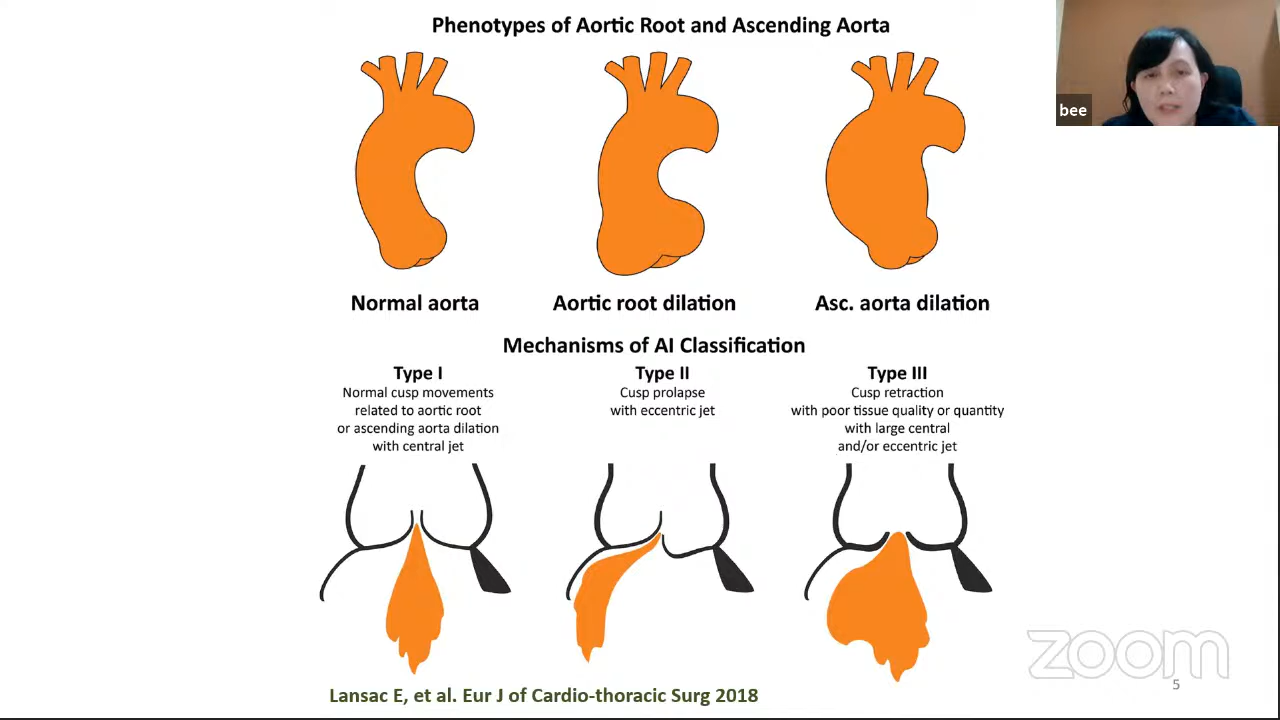 Phenotypes of Aortic Root and Ascending Aorta
bee
Normal aorta
Aortic root dilation
Asc. aorta dilation
Mechanisms of AI Classification
Type I
Normal cusp movements
related to aortic root
or ascending aorta dilation
with central jet
Type II
Cusp prolapse
with eccentric jet
Type III
Cusp retraction
with poor tissue quality or quantity
with large central
and/or eccentric jet
zoom
5
Lansac E, et al. Eur J of Cardio-thoracic Surg 2018